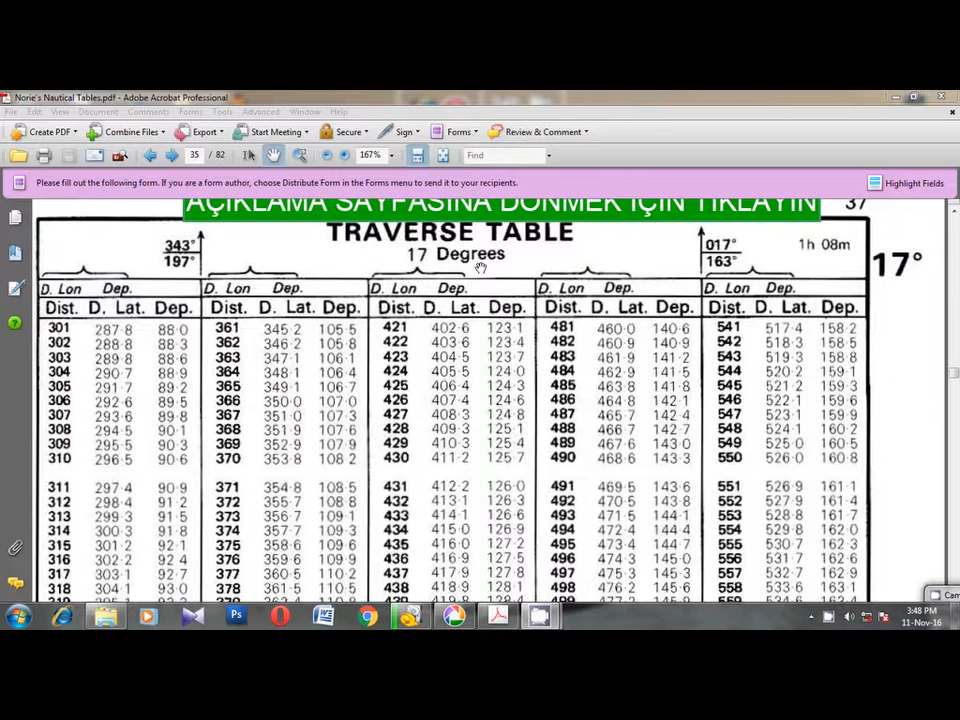 Norie's Nautical Tables.pdf - Adobe Acrobat Professional
File Edit View Document Comments Forms Tools Advanced Window Help
Create PDF Combine Files Export Start Meeting Secure Sign Forms Review & Comment
35 / 82 167% Find
Please fill out the following form. If you are a form author, choose Distribute Form in the Forms menu to send it to your recipients. Highlight Fields
AÇIKLAMA SAYFASINA DÖNMEK İÇİN TIKLAYIN 37
TRAVERSE TABLE
343° 017° 1h 08m
17 Degrees 17°
197° 163°
D. Lon Dep. D. Lon Dep. D. Lon Dep. D. Lon Dep. D. Lon Dep.
Dist. D. Lat. Dep. Dist. D. Lat. Dep. Dist. D. Lat. Dep. Dist. D. Lat. Dep. Dist. D. Lat. Dep.
301 287·8 88·0 361 345·2 105·5 421 402·6 123·1 481 460·0 140·6 541 517·4 158·2
302 288·8 88·3 362 346·2 105·8 422 403·6 123·4 482 460·9 140·9 542 518·3 158·5
303 289·8 88·6 363 347·1 106·1 423 404·5 123·7 483 461·9 141·2 543 519·3 158·8
304 290·7 88·9 364 348·1 106·4 424 405·5 124·0 484 462·9 141·5 544 520·2 159·1
305 291·7 89·2 365 349·1 106·7 425 406·4 124·3 485 463·8 141·8 545 521·2 159·3
306 292·6 89·5 366 350·0 107·0 426 407·4 124·6 486 464·8 142·1 546 522·1 159·6
307 293·6 89·8 367 351·0 107·3 427 408·3 124·8 487 465·7 142·4 547 523·1 159·9
308 294·5 90·1 368 351·9 107·6 428 409·3 125·1 488 466·7 142·7 548 524·1 160·2
309 295·5 90·3 369 352·9 107·9 429 410·3 125·4 489 467·6 143·0 549 525·0 160·5
310 296·5 90·6 370 353·8 108·2 430 411·2 125·7 490 468·6 143·3 550 526·0 160·8
311 297·4 90·9 371 354·8 108·5 431 412·2 126·0 491 469·5 143·6 551 526·9 161·1
312 298·4 91·2 372 355·7 108·8 432 413·1 126·3 492 470·5 143·8 552 527·9 161·4
313 299·3 91·5 373 356·7 109·1 433 414·1 126·6 493 471·5 144·1 553 528·8 161·7
314 300·3 91·8 374 357·7 109·3 434 415·0 126·9 494 472·4 144·4 554 529·8 162·0
315 301·2 92·1 375 358·6 109·6 435 416·0 127·2 495 473·4 144·7 555 530·7 162·3
316 302·2 92·4 376 359·6 109·9 436 416·9 127·5 496 474·3 145·0 556 531·7 162·6
317 303·1 92·7 377 360·5 110·2 437 417·9 127·8 497 475·3 145·3 557 532·7 162·9
318 304·1 93·0 378 361·5 110·5 438 418·9 128·1 498 476·2 145·6 558 533·6 163·1
Cam
3:48 PM
11-Nov-16